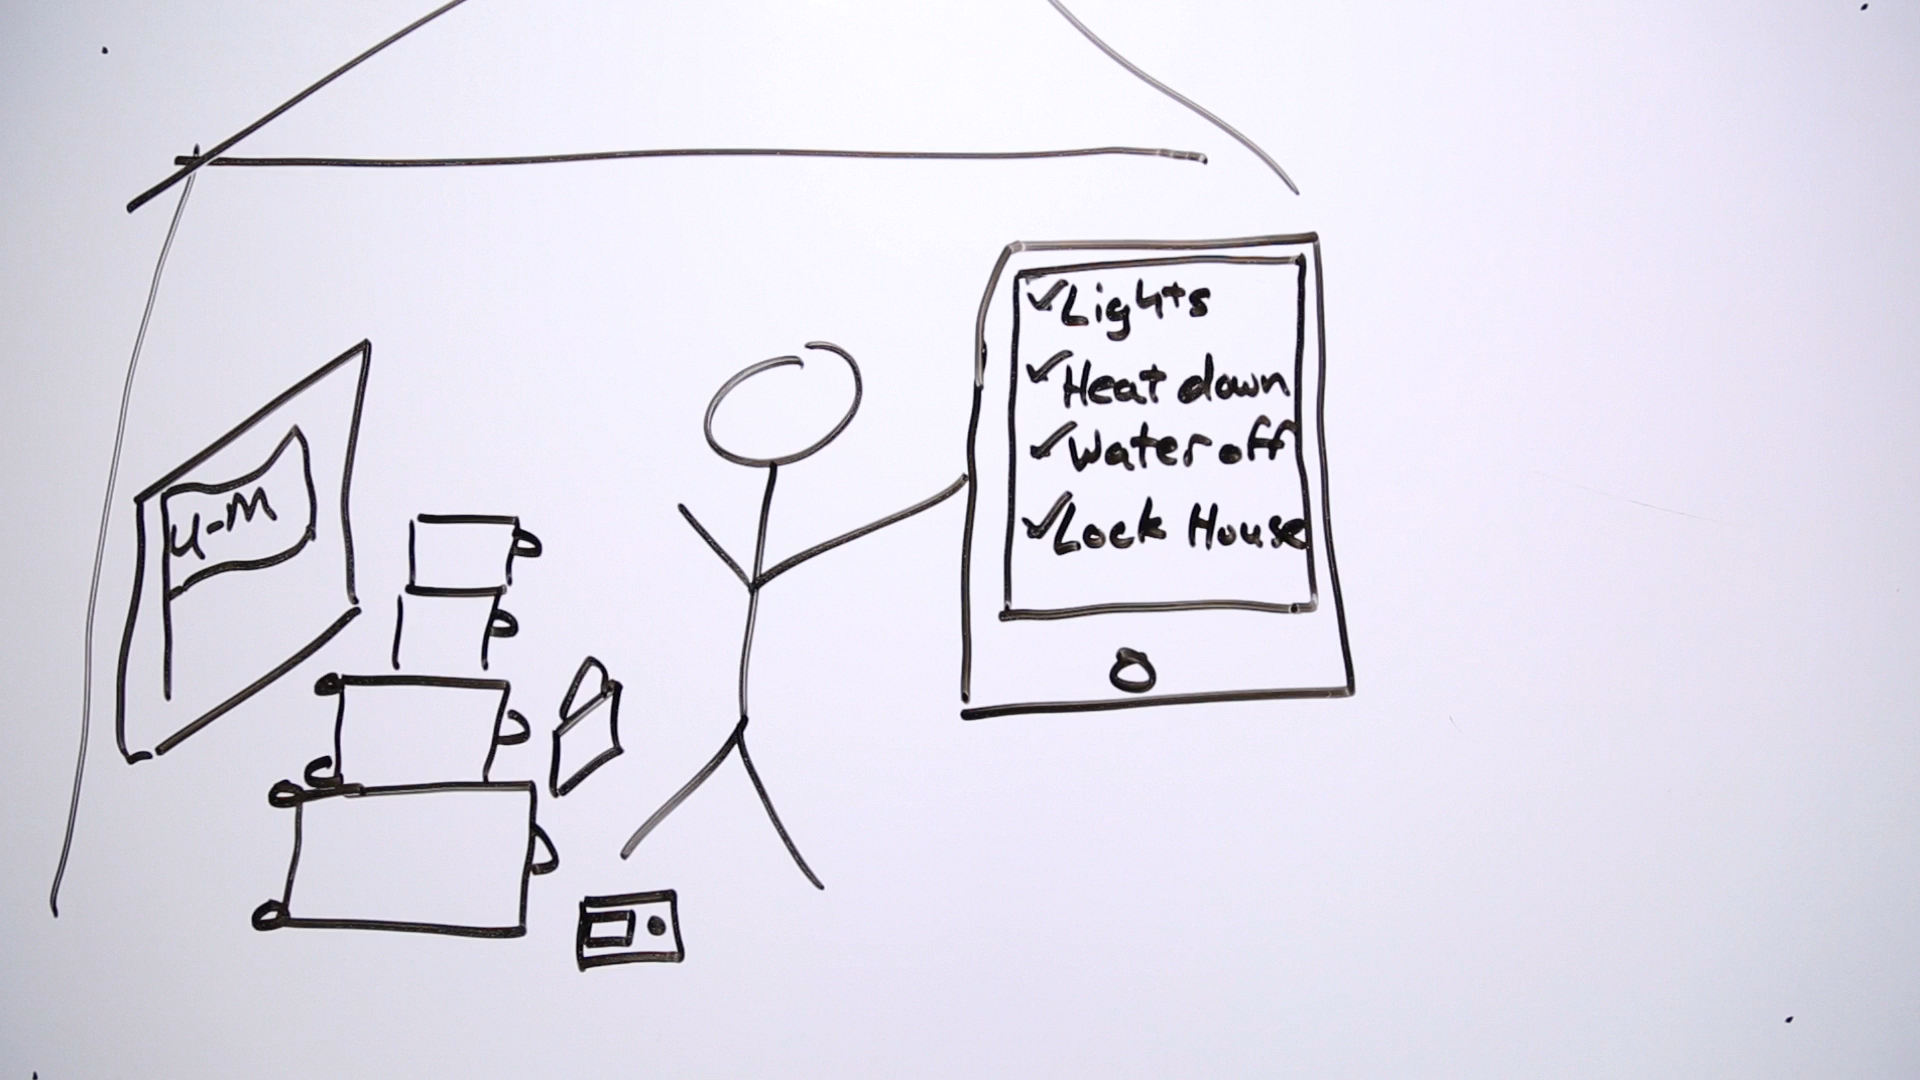 ✓Lights
✓Heat down
✓Water off
✓Lock House
U-M